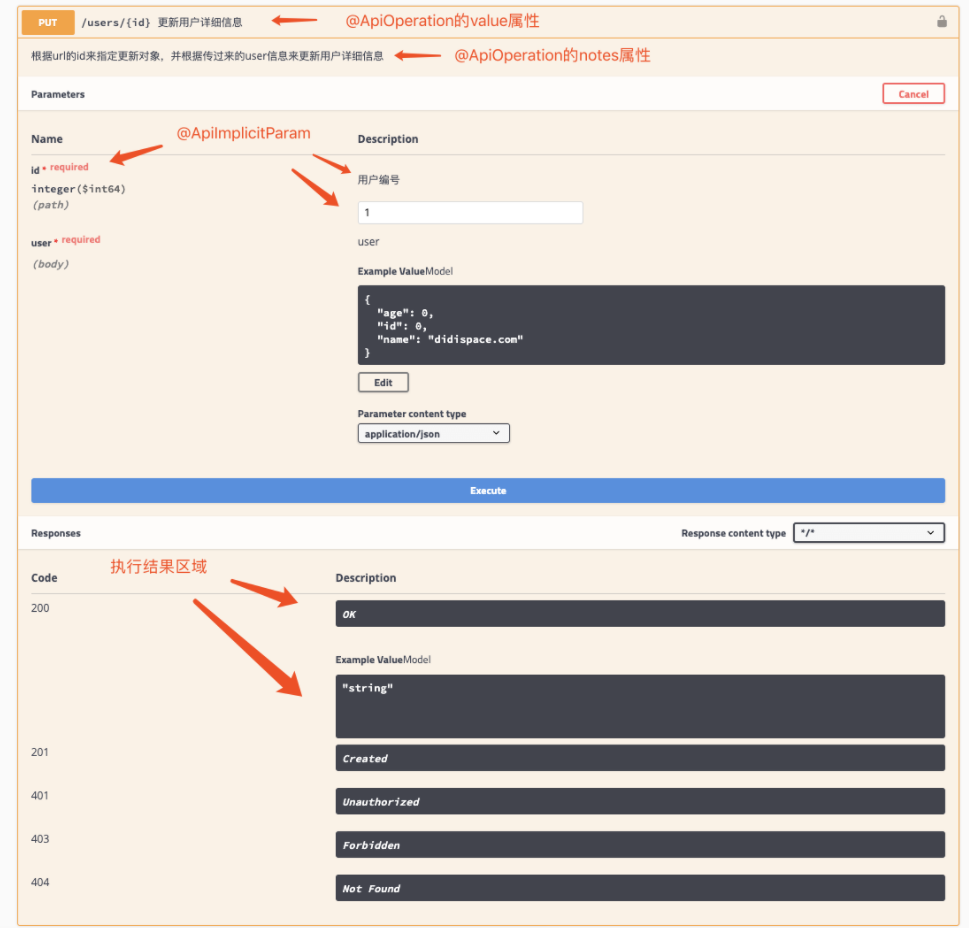 PUT /users/{id} 更新用户详细信息 @ApiOperation的value属性
根据url的id来指定更新对象，并根据传过来的user信息来更新用户详细信息 @ApiOperation的notes属性
Parameters Cancel
@ApiImplicitParam
Name Description
id * required
用户编号
integer($int64)
(path)
1
user * required
user
(body)
Example Value Model
{
"age": 0,
"id": 0,
"name": "didispace.com"
}
Edit
Parameter content type
application/json
Execute
Responses Response content type */*
执行结果区域
Code Description
200
OK
Example Value Model
"string"
201
Created
401
Unauthorized
403
Forbidden
404
Not Found